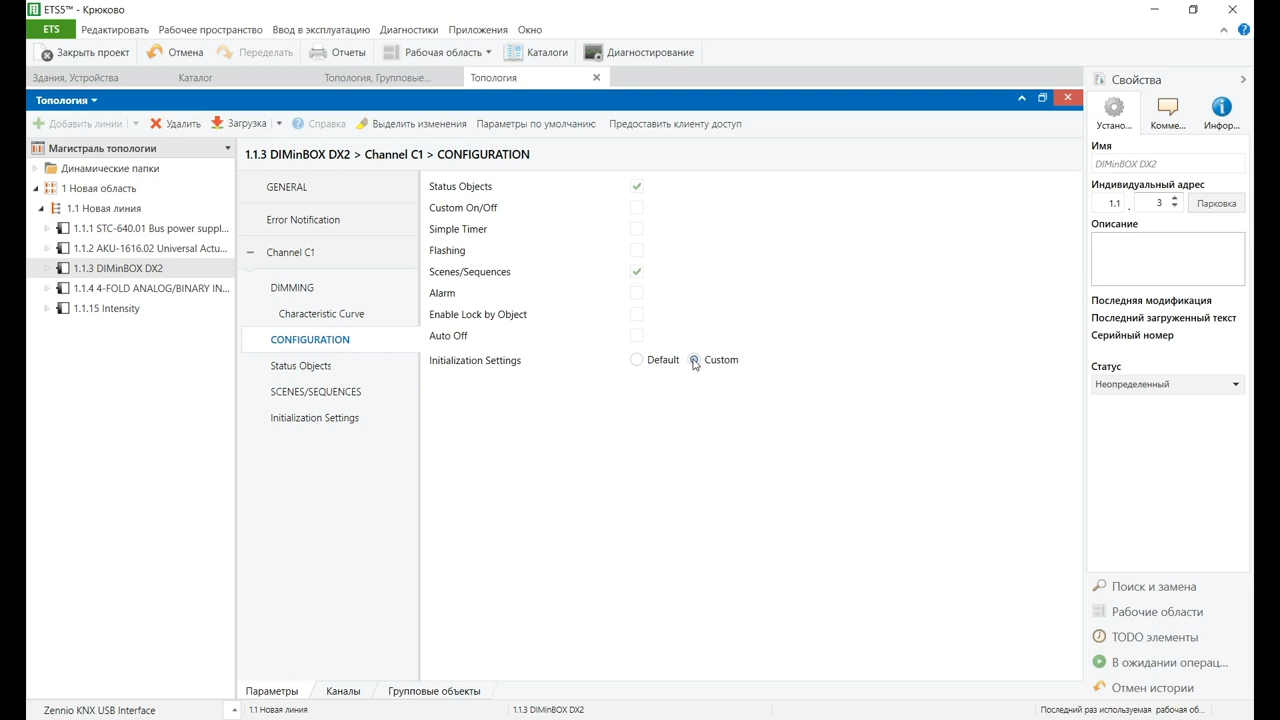 ETS5™ - Крюково
ETS Редактировать Рабочее пространство Ввод в эксплуатацию Диагностики Приложения Окно
Закрыть проект Отмена Переделать Отчеты Рабочая область Каталоги Диагностирование
Здания, Устройства Каталог Топология, Групповые... Топология
Топология
Добавить линии Удалить Загрузка Справка Выделить изменения Параметры по умолчанию Предоставить клиенту доступ
Магистраль топологии
Динамические папки
1 Новая область
1.1 Новая линия
1.1.1 STC-640.01 Bus power suppl...
1.1.2 AKU-1616.02 Universal Actu...
1.1.3 DIMinBOX DX2
1.1.4 4-FOLD ANALOG/BINARY IN...
1.1.15 Intensity
1.1.3 DIMinBOX DX2 > Channel C1 > CONFIGURATION
GENERAL
Error Notification
Channel C1
DIMMING
Characteristic Curve
CONFIGURATION
Status Objects
SCENES/SEQUENCES
Initialization Settings
Status Objects
Custom On/Off
Simple Timer
Flashing
Scenes/Sequences
Alarm
Enable Lock by Object
Auto Off
Initialization Settings Default Custom
Параметры Каналы Групповые объекты
Свойства
Устано... Комме... Инфор...
Имя
DIMinBOX DX2
Индивидуальный адрес
1.1 . 3 Парковка
Описание
Последняя модификация
Последний загруженный текст
Серийный номер
Статус
Неопределенный
Поиск и замена
Рабочие области
TODO элементы
В ожидании операц...
Отмен истории
Zennio KNX USB Interface 1.1 Новая линия 1.1.3 DIMinBOX DX2 Последний раз используемая рабочая об...